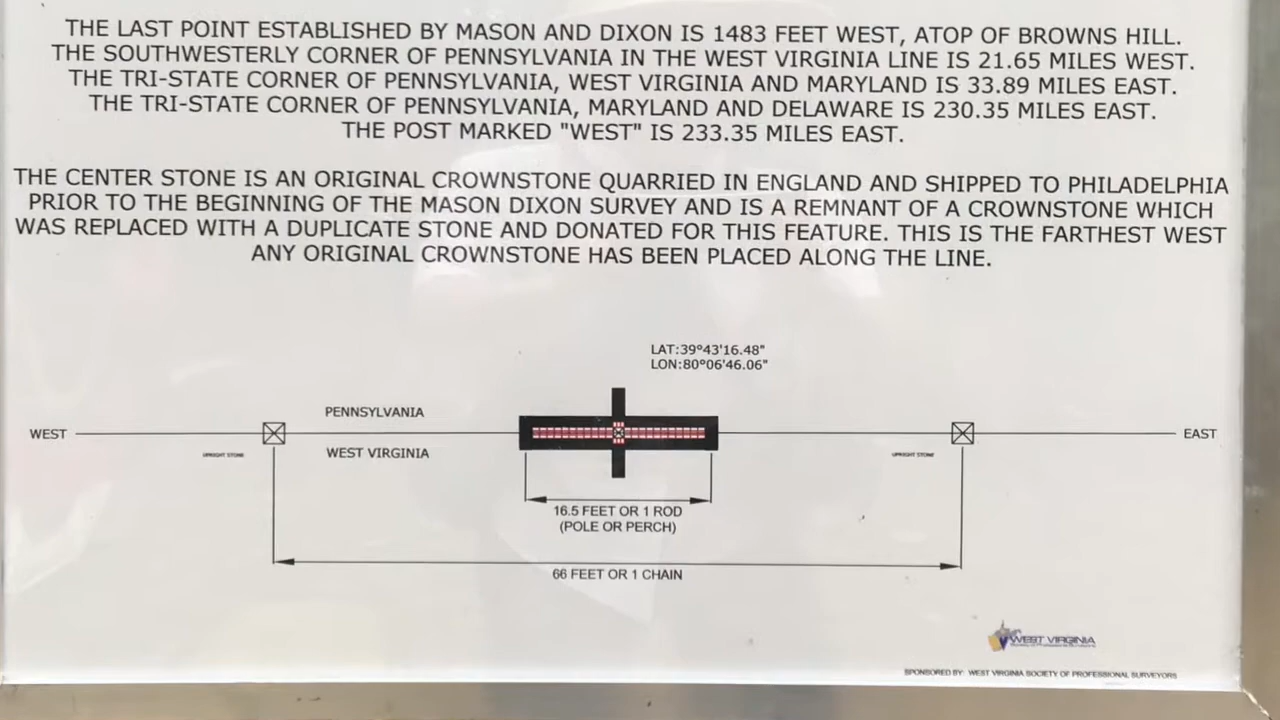 THE LAST POINT ESTABLISHED BY MASON AND DIXON IS 1483 FEET WEST, ATOP OF BROWNS HILL.
THE SOUTHWESTERLY CORNER OF PENNSYLVANIA IN THE WEST VIRGINIA LINE IS 21.65 MILES WEST.
THE TRI-STATE CORNER OF PENNSYLVANIA, WEST VIRGINIA AND MARYLAND IS 33.89 MILES EAST.
THE TRI-STATE CORNER OF PENNSYLVANIA, MARYLAND AND DELAWARE IS 230.35 MILES EAST.
THE POST MARKED "WEST" IS 233.35 MILES EAST.
THE CENTER STONE IS AN ORIGINAL CROWNSTONE QUARRIED IN ENGLAND AND SHIPPED TO PHILADELPHIA
PRIOR TO THE BEGINNING OF THE MASON DIXON SURVEY AND IS A REMNANT OF A CROWNSTONE WHICH
WAS REPLACED WITH A DUPLICATE STONE AND DONATED FOR THIS FEATURE. THIS IS THE FARTHEST WEST
ANY ORIGINAL CROWNSTONE HAS BEEN PLACED ALONG THE LINE.
LAT:39°43'16.48"
LON:80°06'46.06"
PENNSYLVANIA
WEST
EAST
WEST VIRGINIA
UPRIGHT STONE
UPRIGHT STONE
16.5 FEET OR 1 ROD
(POLE OR PERCH)
66 FEET OR 1 CHAIN
WEST VIRGINIA
SPONSORED BY: WEST VIRGINIA SOCIETY OF PROFESSIONAL SURVEYORS